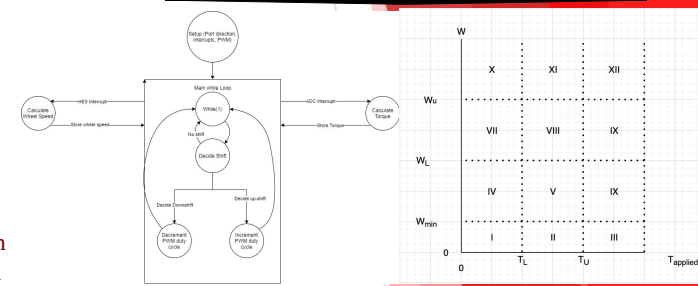 Setup (Port direction,
interrupts, PWM)
Main while Loop
While(1)
HES Interrupt
Calculate
Wheel Speed
Store wheel speed
ADC Interrupt
Calculate
Torque
Store Torque
No shift
Decide Shift
Decide Downshift
Decide up-shift
Decrement
PWM duty
cycle
Increment
PWM duty
cycle
n
W
X XI XII
Wu
VII VIII IX
WL
IV V IX
Wmin
I II III
0
0 TL TU Tapplied